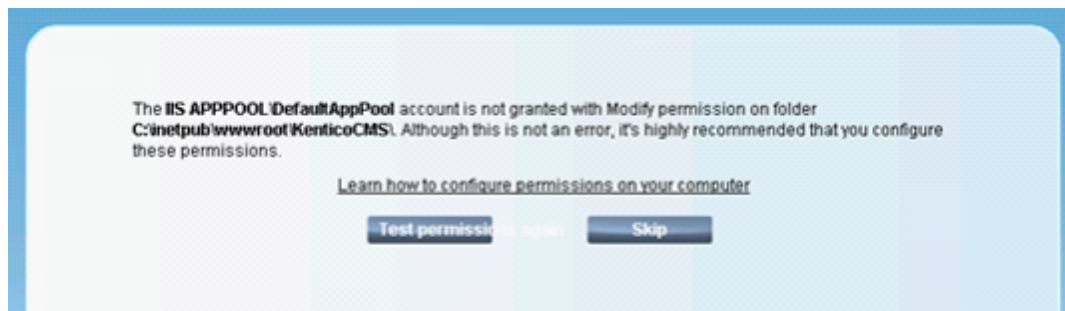 The IIS APPPOOL\DefaultAppPool account is not granted with Modify permission on folder
C:\inetpub\wwwroot\KenticoCMS\. Although this is not an error, it's highly recommended that you configure
these permissions.
Learn how to configure permissions on your computer
Test permissions again Skip